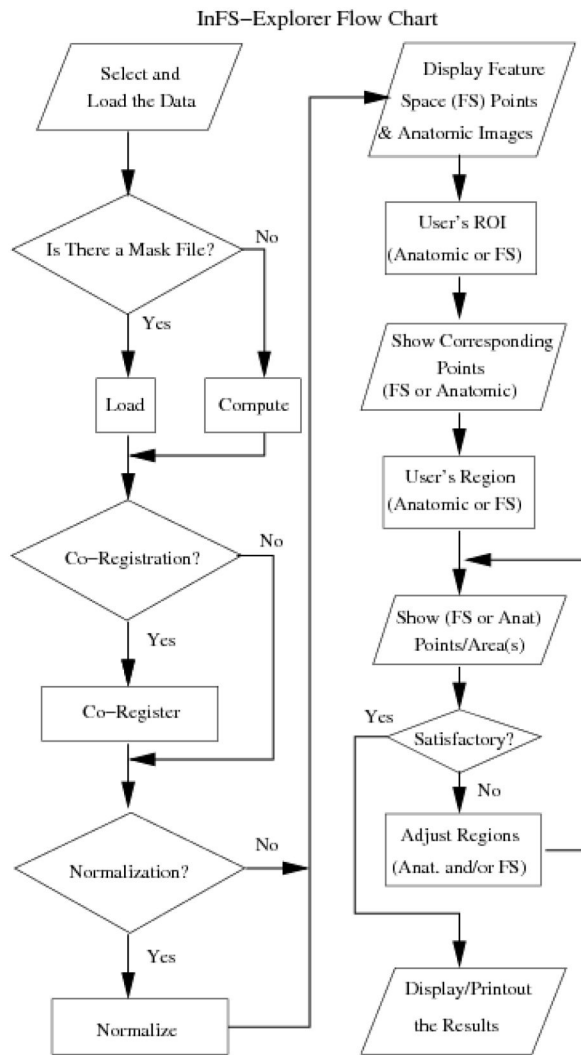 InFS−Explorer Flow Chart
Select and
Load the Data
Is There a Mask File?
No
Yes
Load
Compute
Co−Registration?
No
Yes
Co−Register
Normalization?
No
Yes
Normalize
Display Feature
Space (FS) Points
& Anatomic Images
User's ROI
(Anatomic or FS)
Show Corresponding
Points
(FS or Anatomic)
User's Region
(Anatomic or FS)
Show (FS or Anat)
Points/Area(s)
Yes
Satisfactory?
No
Adjust Regions
(Anat. and/or FS)
Display/Printout
the Results